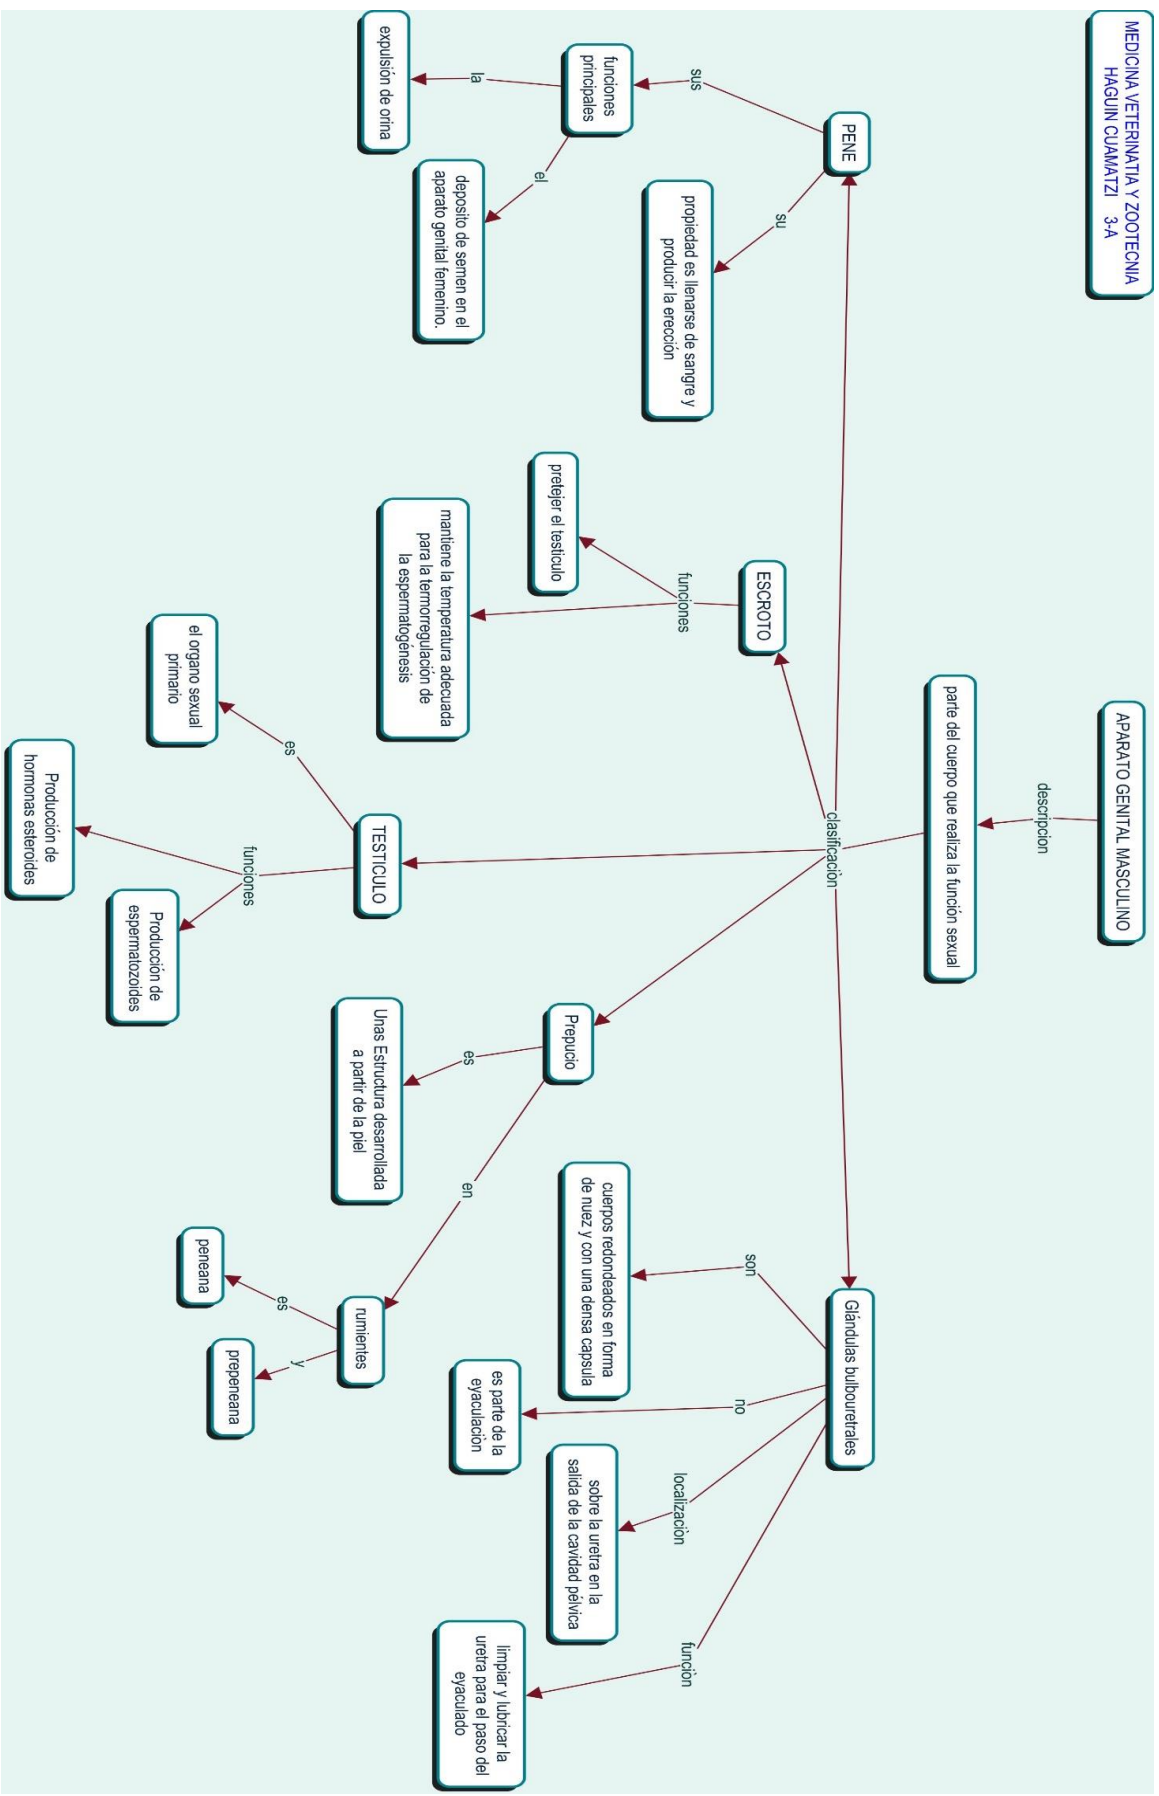 MEDICINA VETERINATIA Y ZOOTECNIA
HAGUIN CUAMATZI 3-A
APARATO GENITAL MASCULINO
descripcion
parte del cuerpo que realiza la función sexual
clasificaciòn
PENE
sus
su
funciones
principales
la
el
expulsión de orina
deposito de semen en el
aparato genital femenino.
propiedad es llenarse de sangre y
producir la erección
ESCROTO
funciones
pretejer el testiculo
mantiene la temperatura adecuada
para la termorregulación de
la espermatogénesis
TESTICULO
es
funciones
el organo sexual
primario
Producción de
hormonas esteroides
Producción de
espermatozoides
Prepucio
es
en
Unas Estructura desarrollada
a partir de la piel
rumientes
es
y
peneana
prepeneana
Glándulas bulbouretrales
son
no
localizaciòn
funciòn
cuerpos redondeados en forma
de nuez y con una densa capsula
es parte de la
eyaculaciòn
sobre la uretra en la
salida de la cavidad pélvica
limpiar y lubricar la
uretra para el paso del
eyaculado